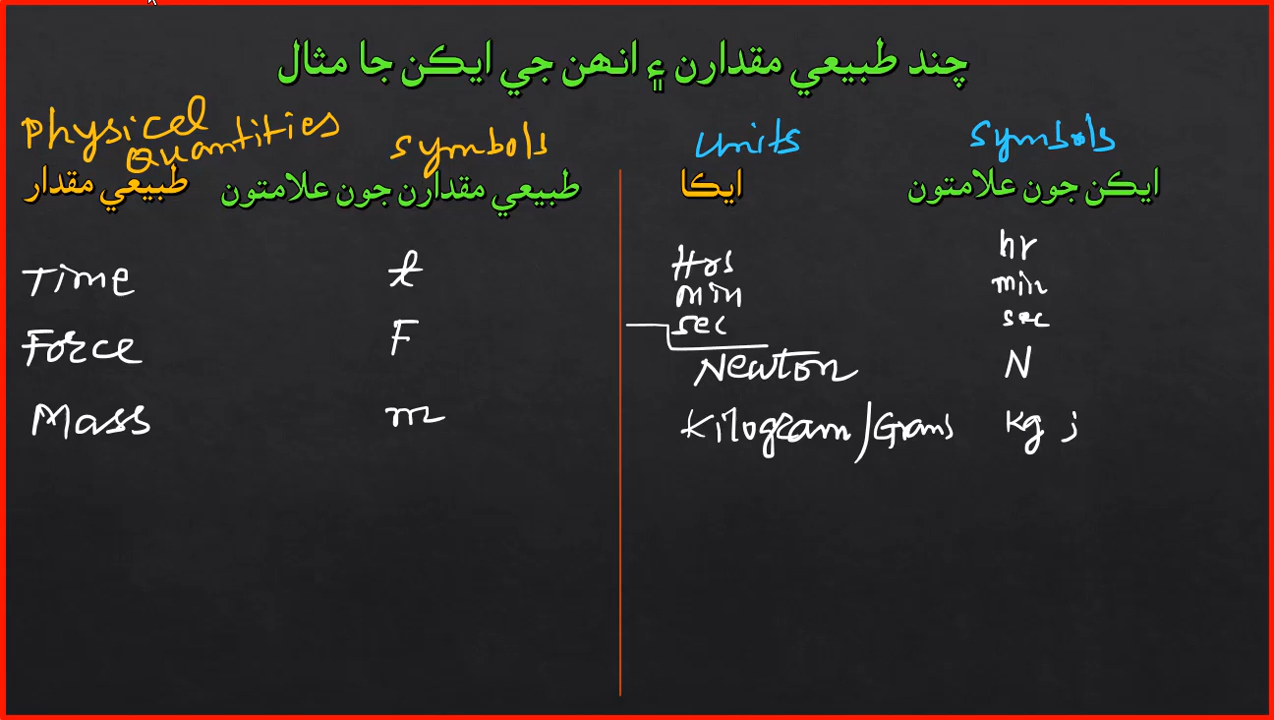 چند طبيعي مقدارن ۽ انهن جي ايڪن جا مثال
Physical Quantities symbols units symbols
طبيعي مقدار طبيعي مقدارن جون علامتون ايڪا ايڪن جون علامتون
Time t Hrs hr
min min
sec sec
Force F Newton N
Mass m Kilogram/Grams Kg ;